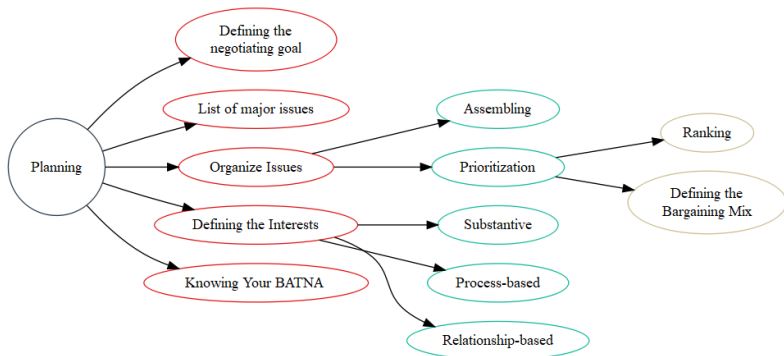 Planning
Defining the
negotiating goal
List of major issues
Organize Issues
Defining the Interests
Knowing Your BATNA
Assembling
Prioritization
Substantive
Process-based
Relationship-based
Ranking
Defining the
Bargaining Mix